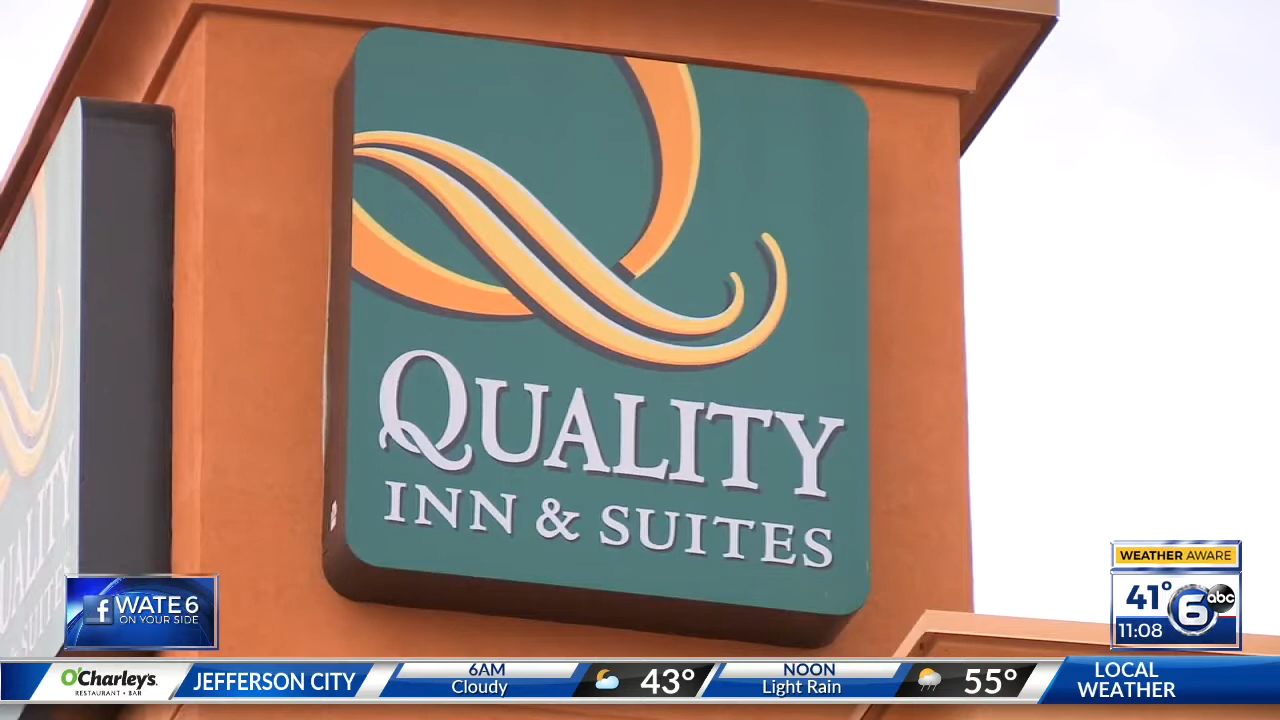 QUALITY
INN & SUITES
UALITY
SUITES
f WATE 6
ON YOUR SIDE
WEATHER AWARE
41° 6 abc
11:08
O'Charley's
RESTAURANT + BAR
JEFFERSON CITY
6AM
Cloudy
43°
NOON
Light Rain
55°
LOCAL
WEATHER